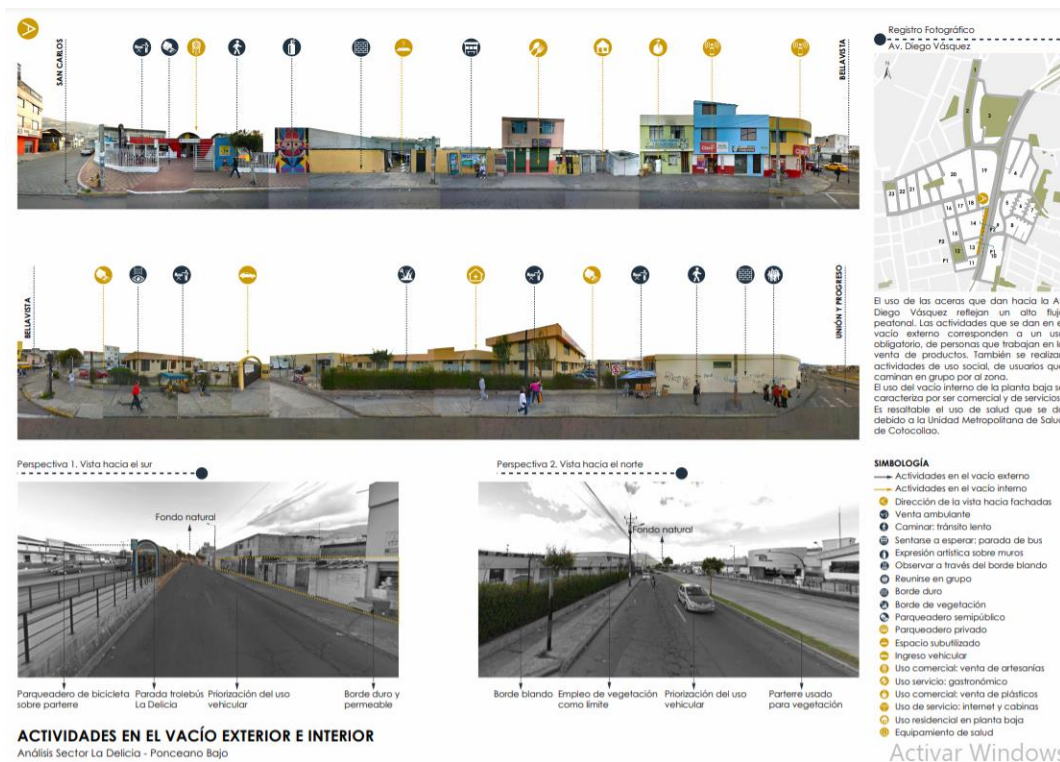 A
SAN CARLOS
BELLAVISTA
BELLAVISTA
UNIÓN Y PROGRESO
Perspectiva 1. Vista hacia el sur
Fondo natural
Parqueadero de bicicleta
sobre parterre
Parada trolebús
La Delicia
Priorización del uso
vehicular
Borde duro y
permeable
Perspectiva 2. Vista hacia el norte
Fondo natural
Borde blando
Empleo de vegetación
como límite
Priorización del uso
vehicular
Parterre usado
para vegetación
ACTIVIDADES EN EL VACÍO EXTERIOR E INTERIOR
Análisis Sector La Delicia - Ponceano Bajo
Registro Fotográfico
Av. Diego Vásquez
El uso de las aceras que dan hacia la A
Diego Vásquez reflejan un alto fluj
peatonal. Las actividades que se dan en e
vacío externo corresponden a un us
obligatorio, de personas que trabajan en l
venta de productos. También se realiza
actividades de uso social, de usuarios qu
caminan en grupo por al zona.
El uso del vacío interno de la planta baja s
caracteriza por ser comercial y de servicios
Es resaltable el uso de salud que se d
debido a la Unidad Metropolitana de Salu
de Cotocollao.
SIMBOLOGÍA
Actividades en el vacío externo
Actividades en el vacío interno
Dirección de la vista hacia fachadas
Venta ambulante
Caminar: tránsito lento
Sentase a esperar: parada de bus
Expresión artística sobre muros
Observar a través del borde blando
Reunirse en grupo
Borde duro
Borde de vegetación
Parqueadero semipúblico
Parqueadero privado
Espacio subutilizado
Ingreso vehicular
Uso comercial: venta de artesanías
Uso servicio: gastronómico
Uso comercial: venta de plásticos
Uso de servicio: internet y cabinas
Uso residencial en planta baja
Equipamiento de salud
Activar Windows